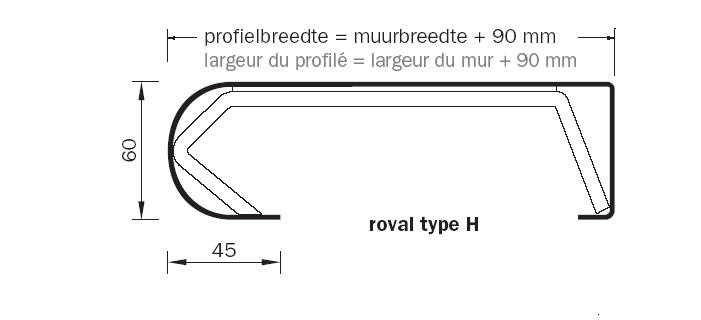 profielbreedte = muurbreedte + 90 mm
largeur du profilé = largeur du mur + 90 mm
60
roval type H
45